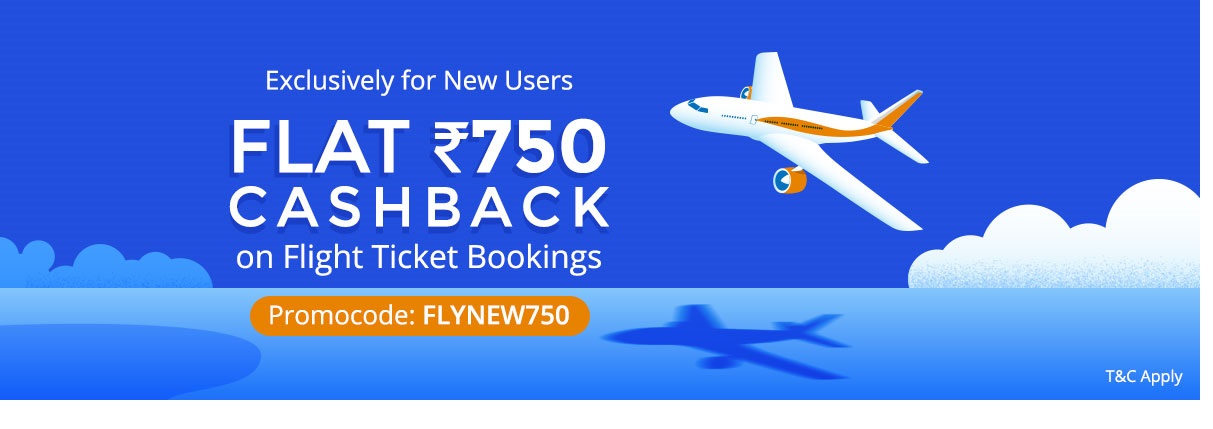 Exclusively for New Users
FLAT ₹750
CASHBACK
on Flight Ticket Bookings
Promocode: FLYNEW750
T&C Apply